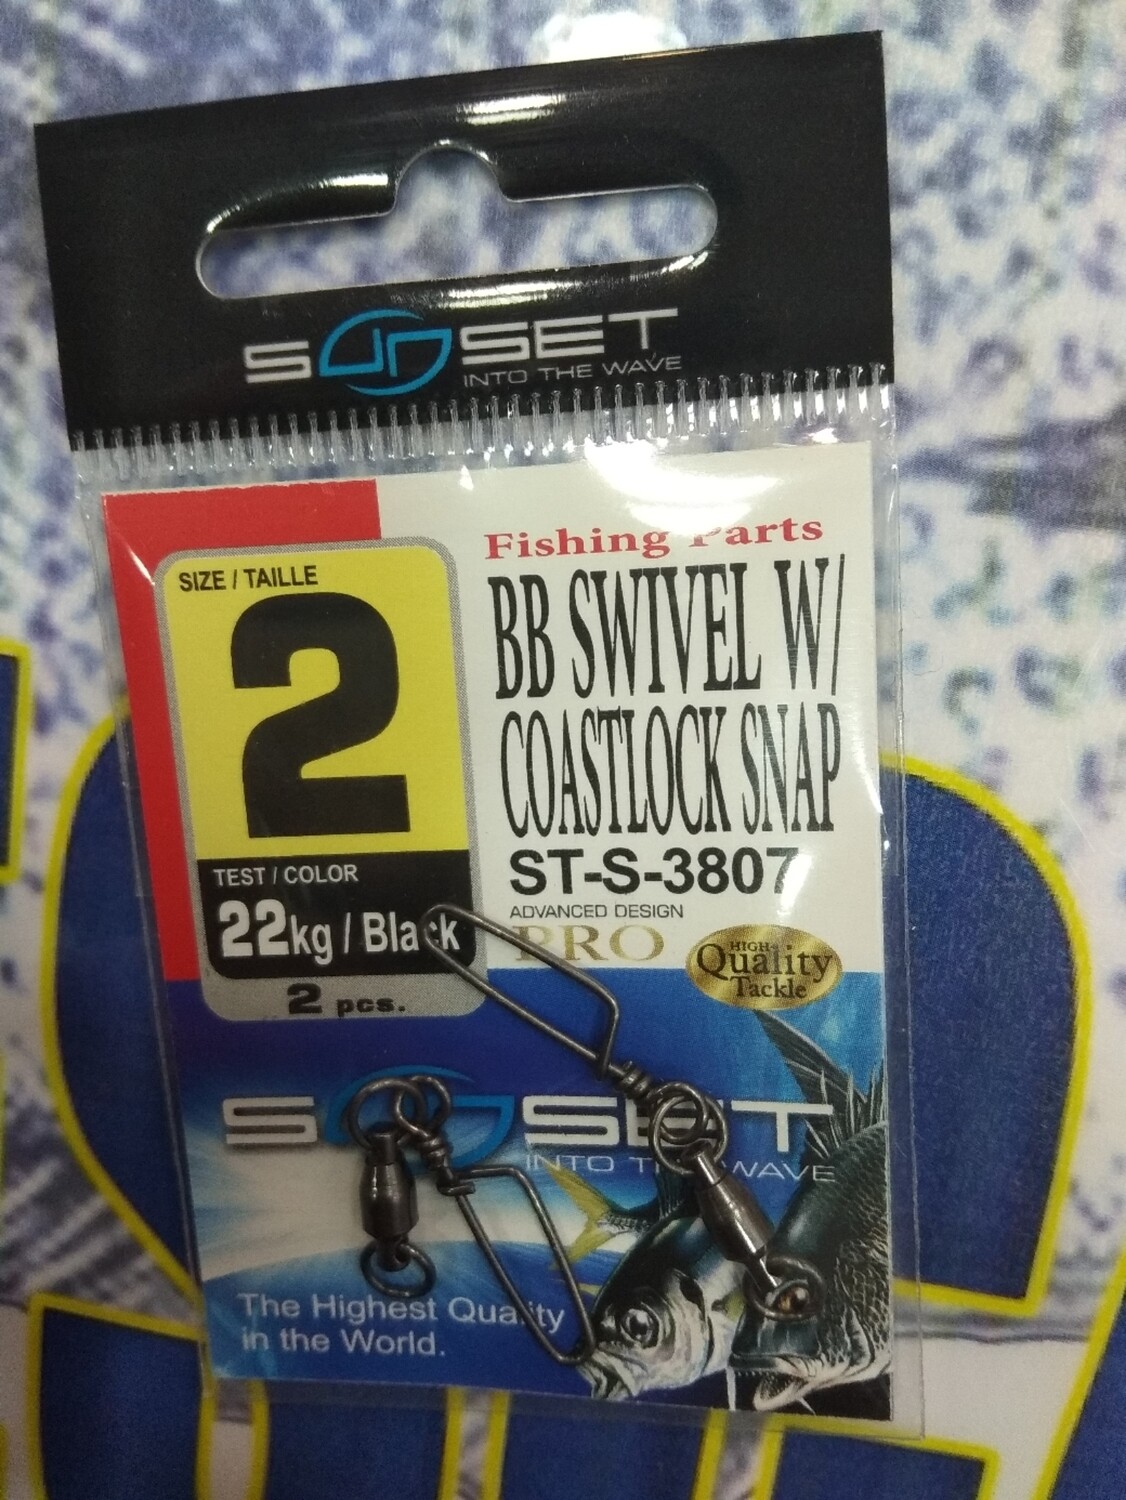 SUNSET
INTO THE WAVE
SIZE / TAILLE
2
TEST / COLOR
22kg / Black
2 pcs.
Fishing Parts
BB SWIVEL W/
COASTLOCK SNAP
ST-S-3807
ADVANCED DESIGN
PRO
HIGH
Quality
Tackle
SUNSET
INTO THE WAVE
The Highest Quality
in the World.